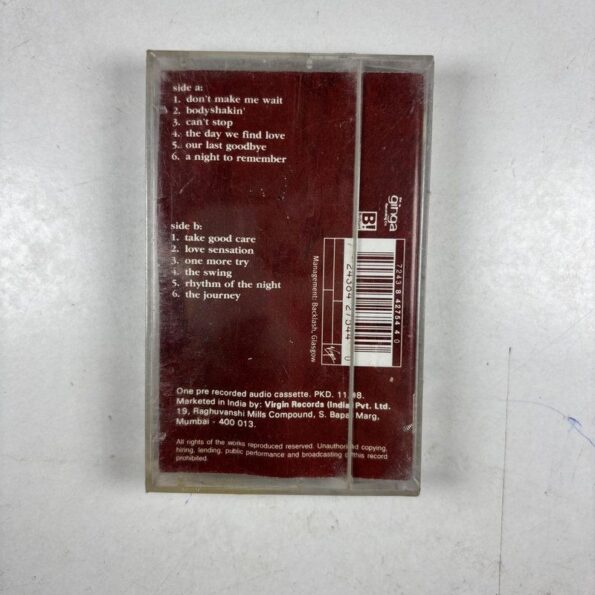 side a:
1. don't make me wait
2. bodyshakin'
3. can't stop
4. the day we find love
5. our last goodbye
6. a night to remember
side b:
1. take good care
2. love sensation
3. one more try
4. the swing
5. rhythm of the night
6. the journey
One pre recorded audio cassette. PKD. 11.98.
Marketed in India by: Virgin Records (India) Pvt. Ltd.
19, Raghuvanshi Mills Compound, S. Bapat Marg,
Mumbai - 400 013.
All rights of the works reproduced reserved. Unauthorised copying,
hiring, lending, public performance and broadcasting of this record
prohibited.
ginga
Management: Backlash, Glasgow
7243 8 42754 4 0